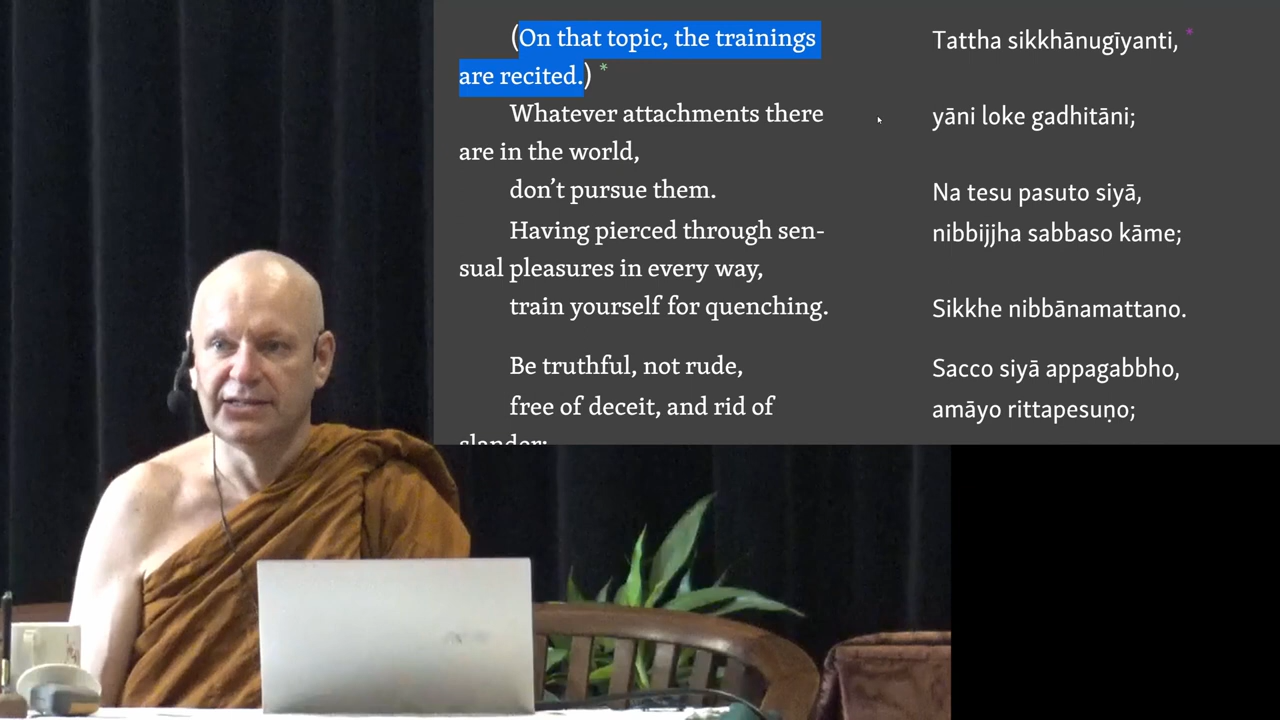 (On that topic, the trainings
are recited.) *
Whatever attachments there
are in the world,
don’t pursue them.
Having pierced through sen-
sual pleasures in every way,
train yourself for quenching.
Be truthful, not rude,
free of deceit, and rid of
slander;
Tattha sikkhānugīyanti, *
yāni loke gadhitāni;
Na tesu pasuto siyā,
nibbijjha sabbaso kāme;
Sikkhe nibbānamattano.
Sacco siyā appagabbho,
amāyo rittapesuṇo;